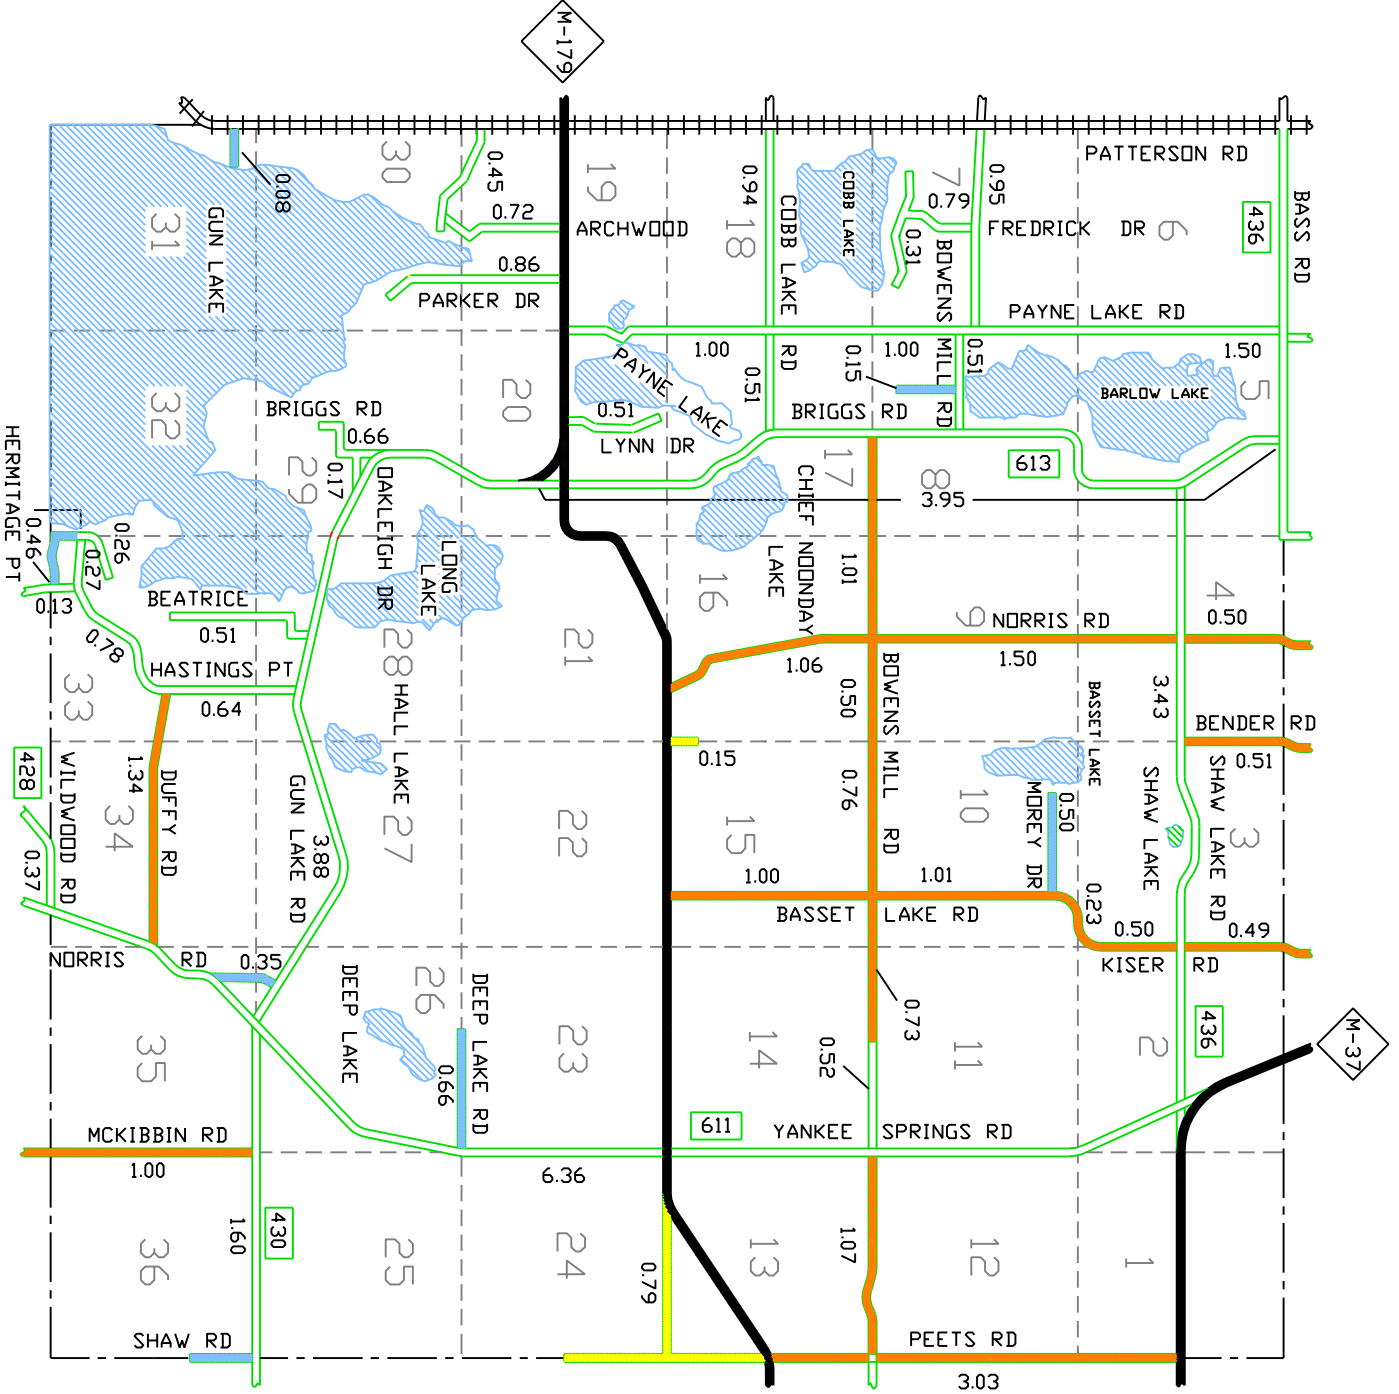 M-179
PATTERSON RD
BASS RD
436
6
7
0.95
0.79
FREDRICK DR
0.31
BOWENS MILL RD
COBB LAKE
COBB LAKE RD
0.94
18
19
ARCHWOOD
0.45
0.72
0.86
PARKER DR
30
0.08
GUN LAKE
31
PAYNE LAKE RD
1.50
1.00
1.00
0.51
0.15
0.51
BARLOW LAKE
5
PAYNE LAKE
0.51
LYNN DR
BRIGGS RD
613
8
17
3.95
20
BRIGGS RD
0.66
0.17
29
OAKLEIGH DR
32
HERMITAGE PT
0.46
0.26
0.27
0.13
0.78
BEATRICE
0.51
HASTINGS PT
0.64
LONG LAKE
28
CHIEF NOONDAY LAKE
16
1.01
9
NORRIS RD
1.50
1.06
4
0.50
21
33
HALL LAKE
27
0.50
BOWENS MILL RD
0.76
0.15
BASSET LAKE
3.43
BENDER RD
0.51
SHAW LAKE RD
SHAW LAKE
3
10
MOREY DR
0.50
0.23
15
22
1.00
1.01
BASSET LAKE RD
0.50
0.49
KISER RD
428
WILDWOOD RD
0.37
34
1.34
DUFFY RD
GUN LAKE RD
3.88
NORRIS RD
0.35
DEEP LAKE
26
DEEP LAKE RD
0.66
23
14
0.73
0.52
11
2
436
M-37
35
MCKIBBIN RD
1.00
611
YANKEE SPRINGS RD
6.36
1.60
430
36
25
24
0.79
13
1.07
12
1
SHAW RD
PEETS RD
3.03